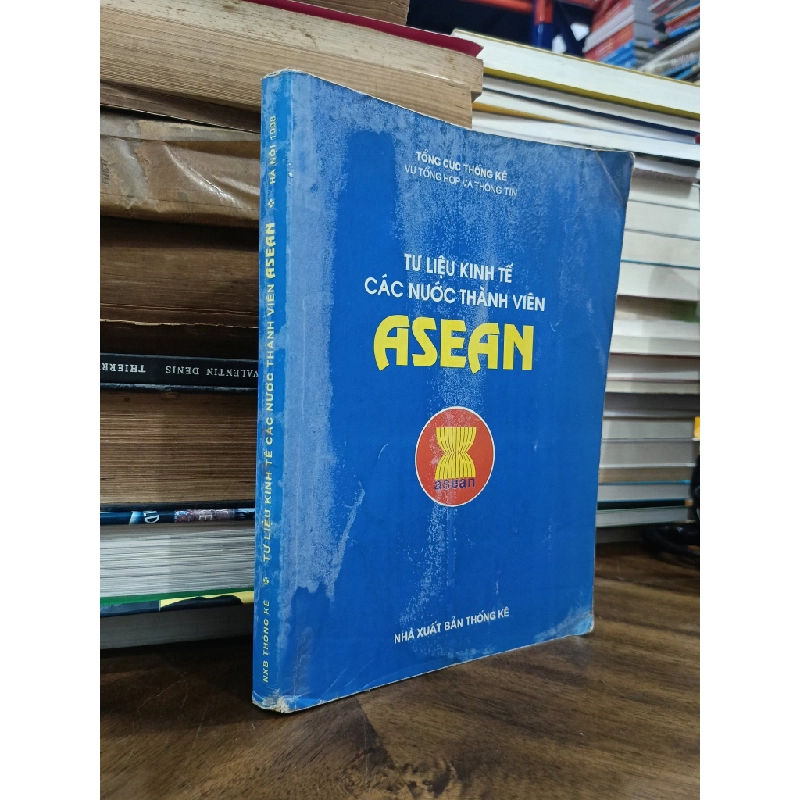 TỔNG CỤC THỐNG KÊ
VỤ TỔNG HỢP VÀ THÔNG TIN
TƯ LIỆU KINH TẾ
CÁC NƯỚC THÀNH VIÊN
ASEAN
asean
NHÀ XUẤT BẢN THỐNG KÊ
NXB THỐNG KÊ ❖ TƯ LIỆU KINH TẾ CÁC NƯỚC THÀNH VIÊN ASEAN ❖ HÀ NỘI
VALENTIN DENIS